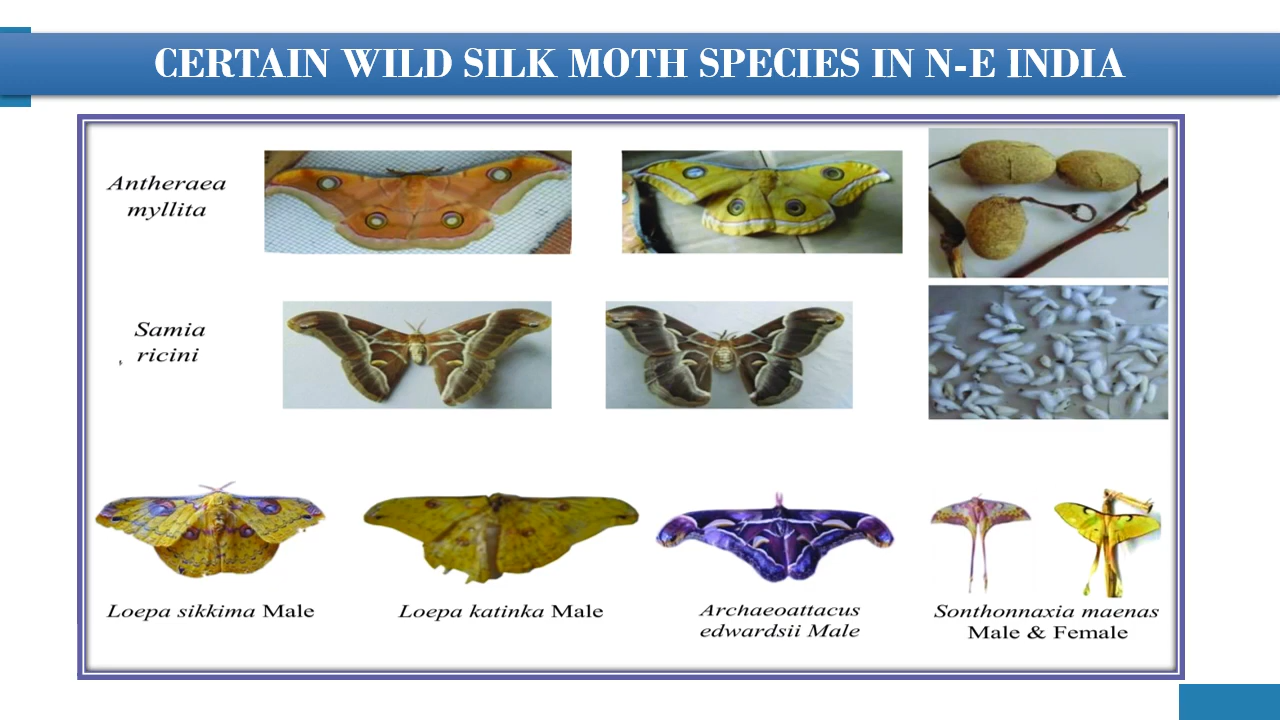 CERTAIN WILD SILK MOTH SPECIES IN N-E INDIA
Antheraea
myllita
Samia
ricini
Loepa sikkima Male
Loepa katinka Male
Archaeoattacus
edwardsii Male
Sonthonnaxia maenas
Male & Female